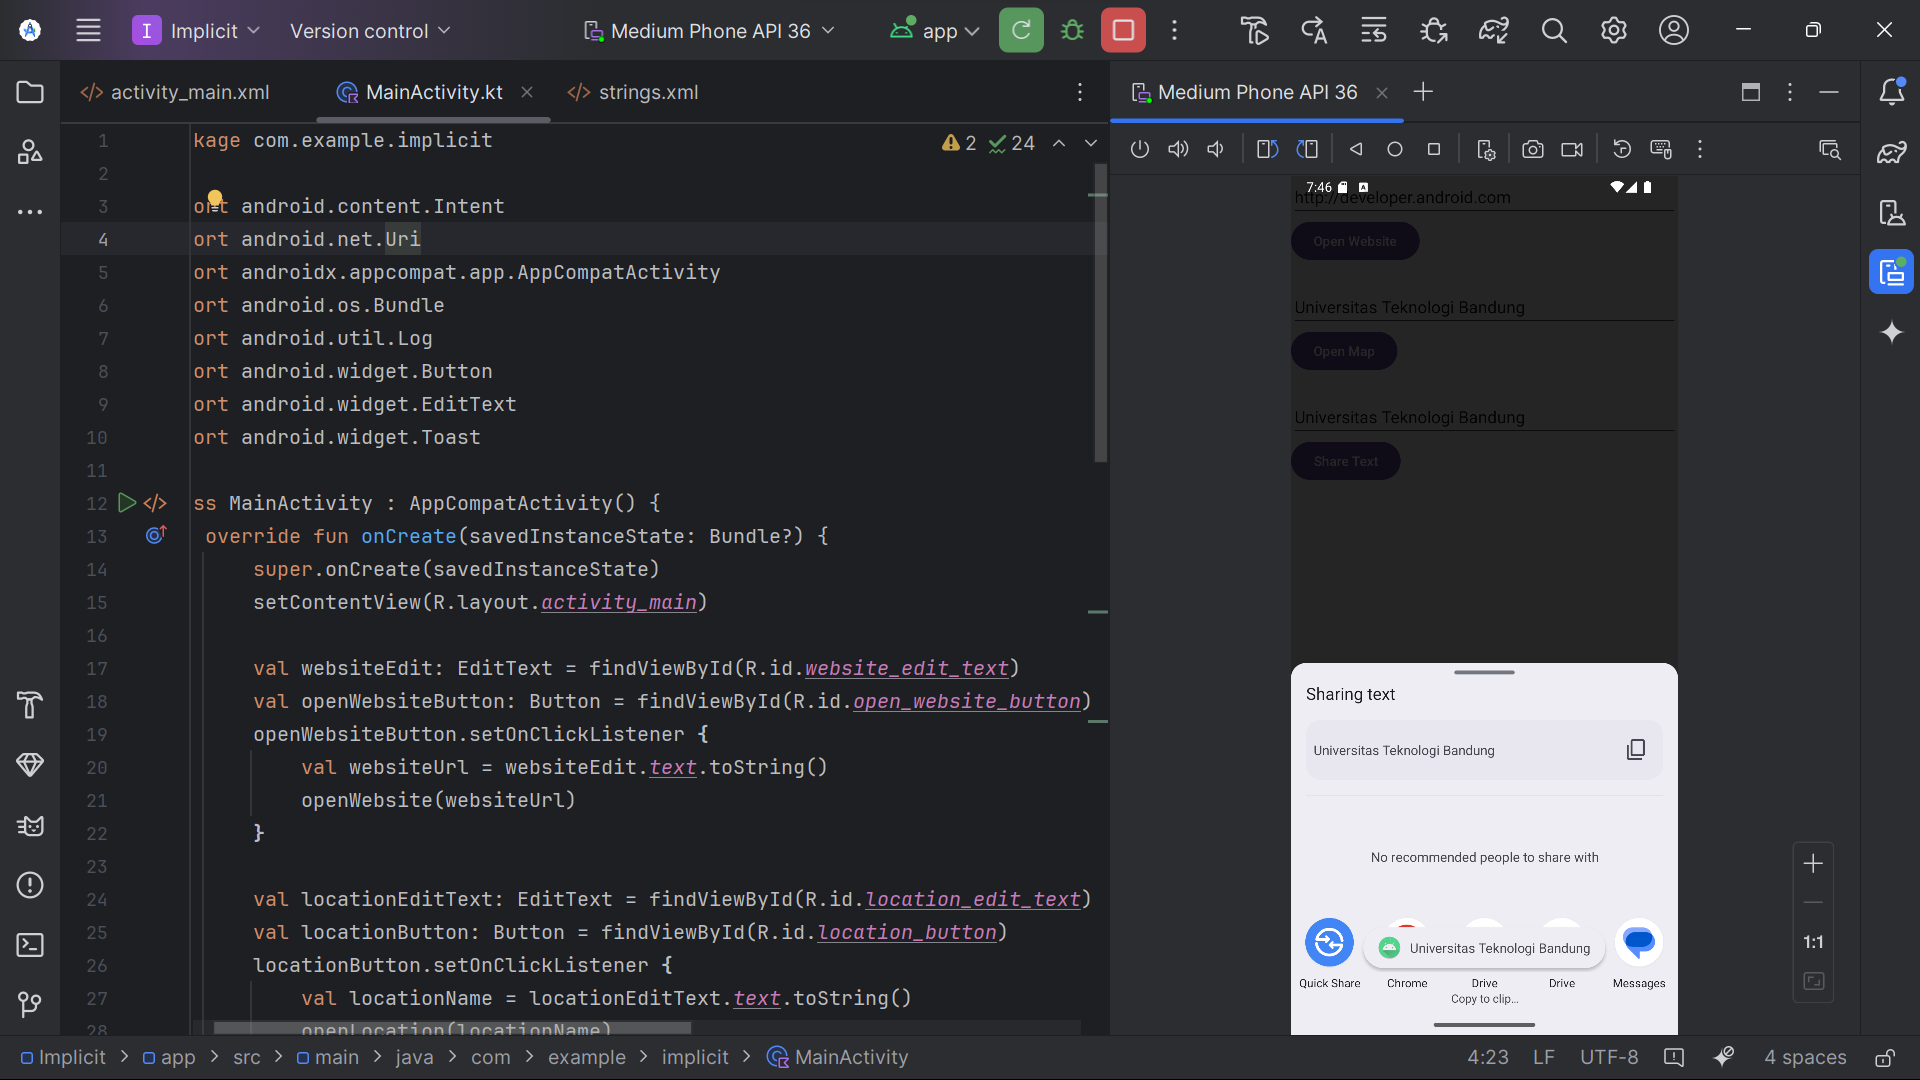 I Implicit Version control Medium Phone API 36 app
activity_main.xml MainActivity.kt strings.xml
Medium Phone API 36
2 24
1 kage com.example.implicit
2
3 ort android.content.Intent
4 ort android.net.Uri
5 ort androidx.appcompat.app.AppCompatActivity
6 ort android.os.Bundle
7 ort android.util.Log
8 ort android.widget.Button
9 ort android.widget.EditText
10 ort android.widget.Toast
11
12 ss MainActivity : AppCompatActivity() {
13 override fun onCreate(savedInstanceState: Bundle?) {
14 super.onCreate(savedInstanceState)
15 setContentView(R.layout.activity_main)
16
17 val websiteEdit: EditText = findViewById(R.id.website_edit_text)
18 val openWebsiteButton: Button = findViewById(R.id.open_website_button)
19 openWebsiteButton.setOnClickListener {
20 val websiteUrl = websiteEdit.text.toString()
21 openWebsite(websiteUrl)
22 }
23
24 val locationEditText: EditText = findViewById(R.id.location_edit_text)
25 val locationButton: Button = findViewById(R.id.location_button)
26 locationButton.setOnClickListener {
27 val locationName = locationEditText.text.toString()
28 openLocation(locationName)
7:46
http://developer.android.com
Open Website
Universitas Teknologi Bandung
Open Map
Universitas Teknologi Bandung
Share Text
Sharing text
Universitas Teknologi Bandung
No recommended people to share with
Universitas Teknologi Bandung
Quick Share Chrome Drive Drive Messages
Copy to clip...
1:1
Implicit > app > src > main > java > com > example > implicit > MainActivity
4:23 LF UTF-8 4 spaces